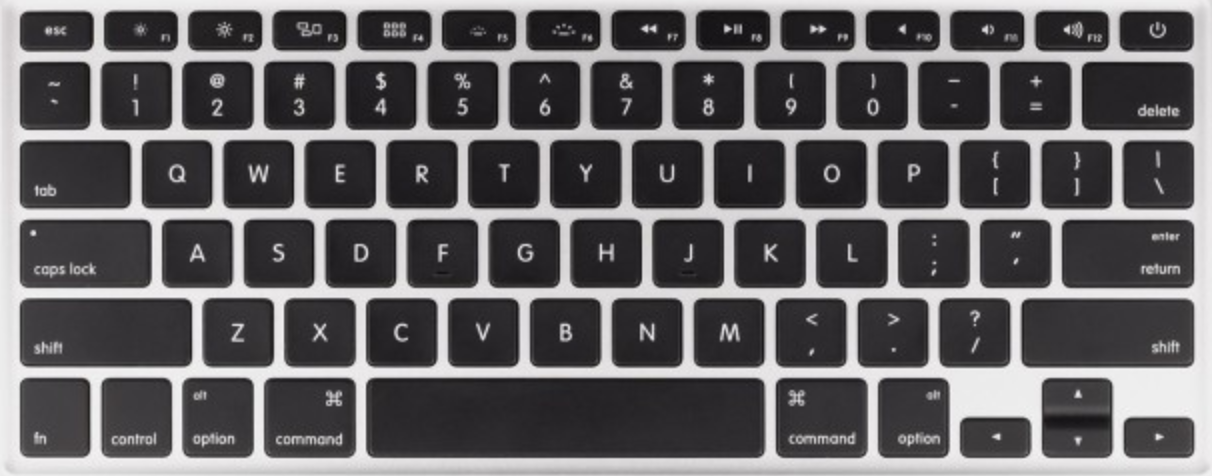 esc F1 F2 F3 F4 F5 F6 F7 F8 F9 F10 F11 F12
~ ! @ # $ % ^ & * ( ) — +
` 1 2 3 4 5 6 7 8 9 0 - = delete
tab Q W E R T Y U I O P { [ } ] | \
caps lock A S D F G H J K L : ; " ' enter return
shift Z X C V B N M < , > . ? / shift
fn control alt option ⌘ command ⌘ command alt option ◀ ▲ ▼ ▶